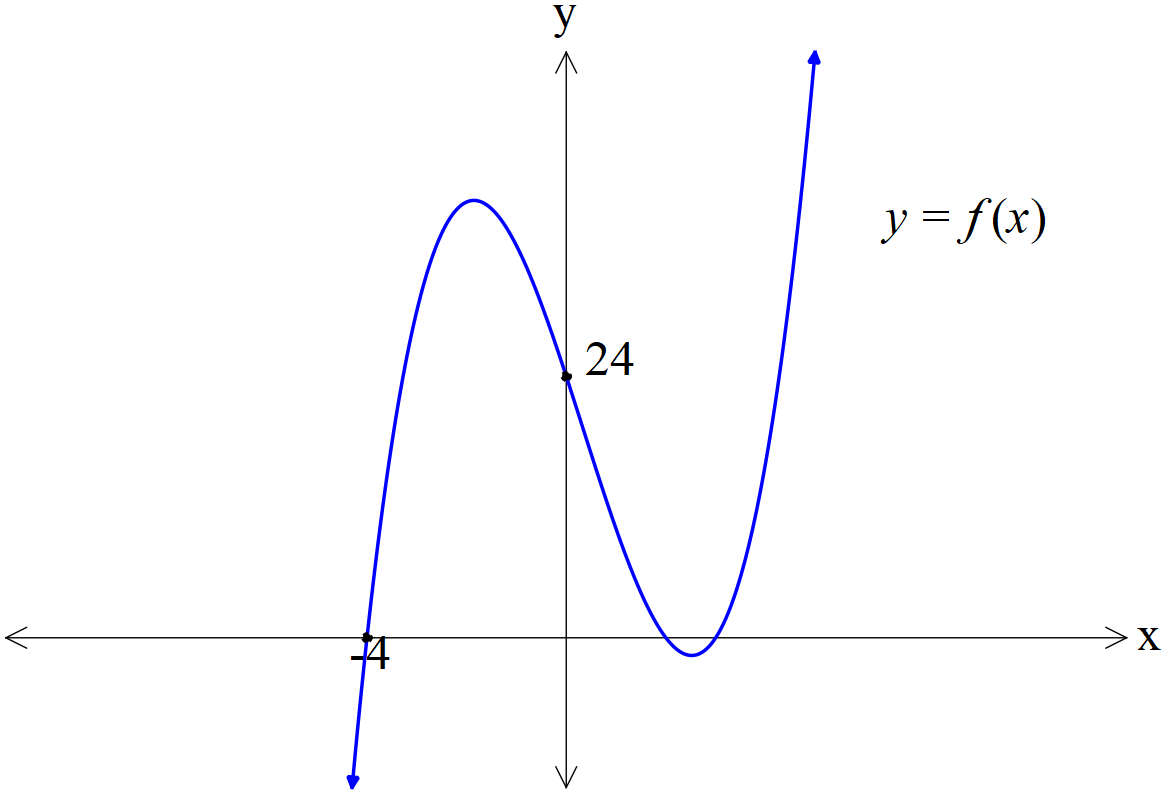 y
y = f(x)
24
-4
x